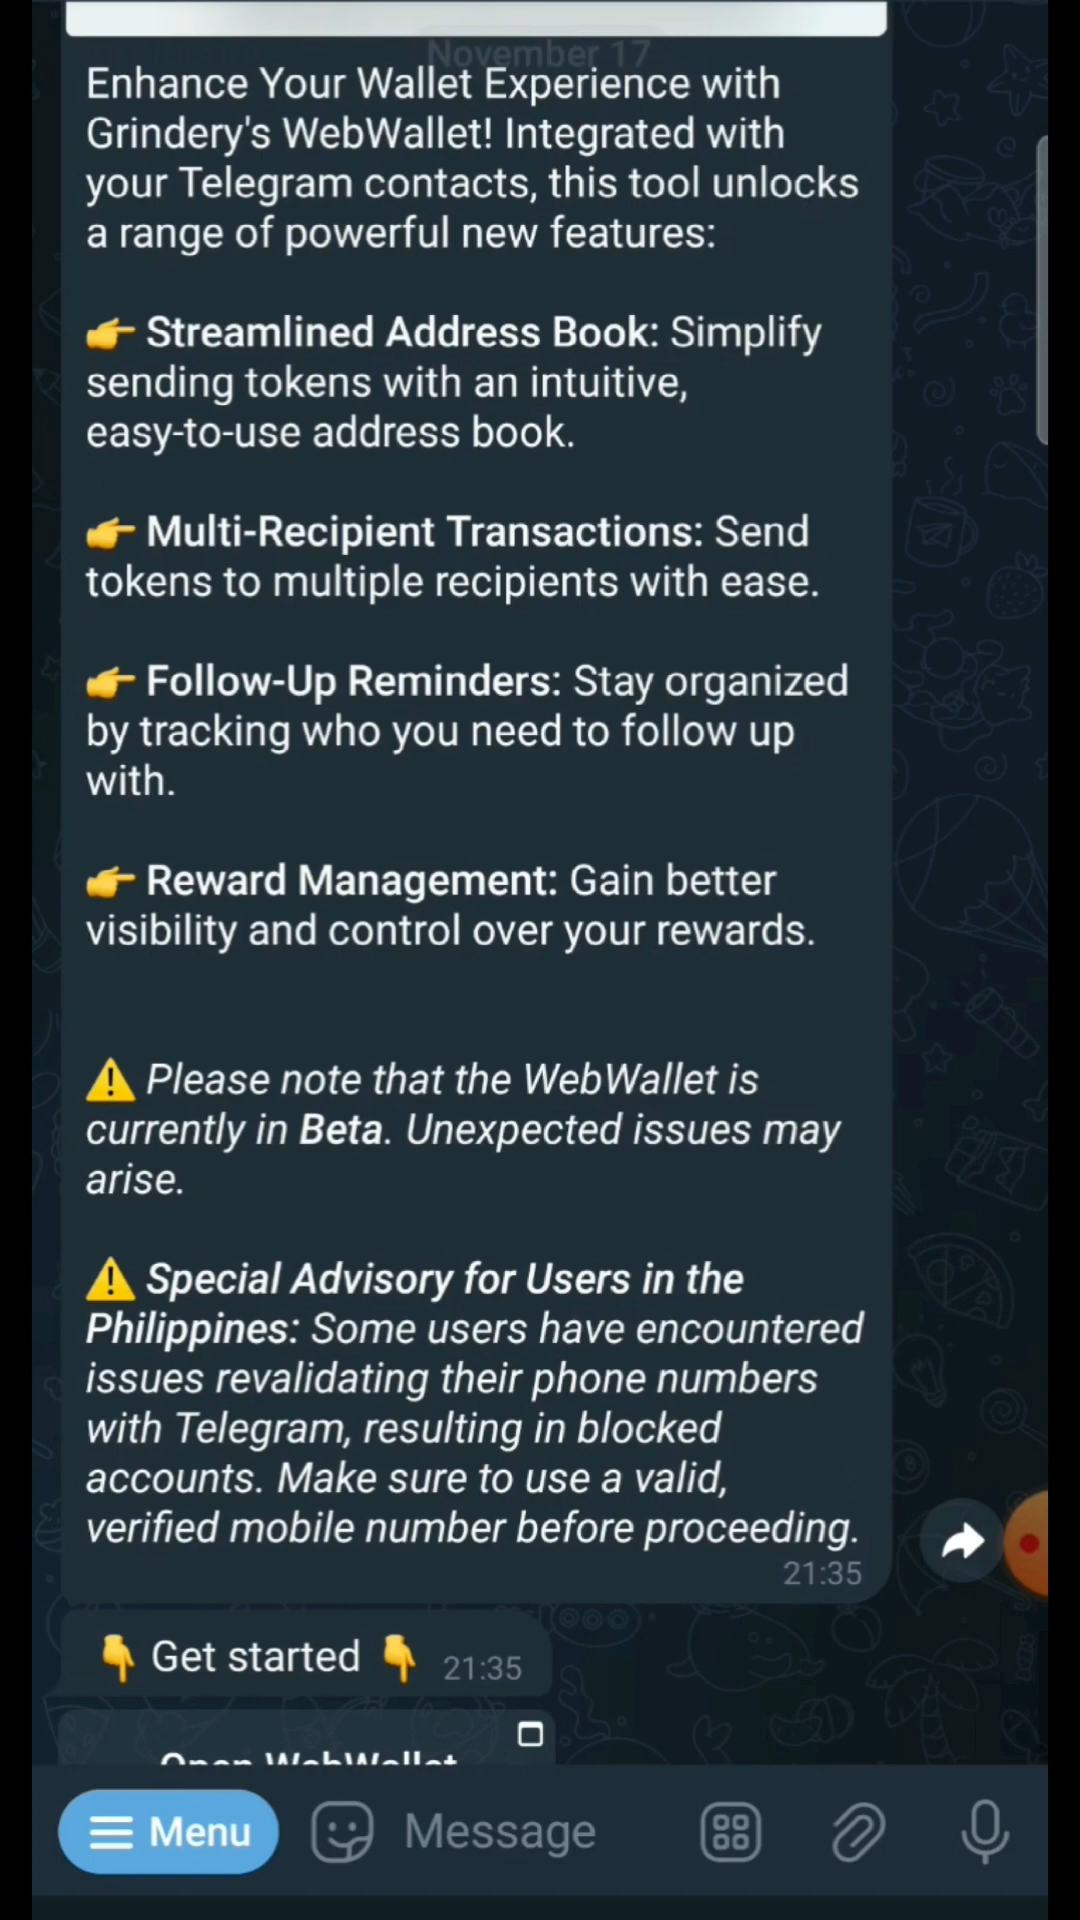 November 17
Enhance Your Wallet Experience with
Grindery's WebWallet! Integrated with
your Telegram contacts, this tool unlocks
a range of powerful new features:
👉 Streamlined Address Book: Simplify
sending tokens with an intuitive,
easy-to-use address book.
👉 Multi-Recipient Transactions: Send
tokens to multiple recipients with ease.
👉 Follow-Up Reminders: Stay organized
by tracking who you need to follow up
with.
👉 Reward Management: Gain better
visibility and control over your rewards.
⚠️ Please note that the WebWallet is
currently in Beta. Unexpected issues may
arise.
⚠️ Special Advisory for Users in the
Philippines: Some users have encountered
issues revalidating their phone numbers
with Telegram, resulting in blocked
accounts. Make sure to use a valid,
verified mobile number before proceeding.
21:35
👇 Get started 👇 21:35
Open WebWallet
Menu Message